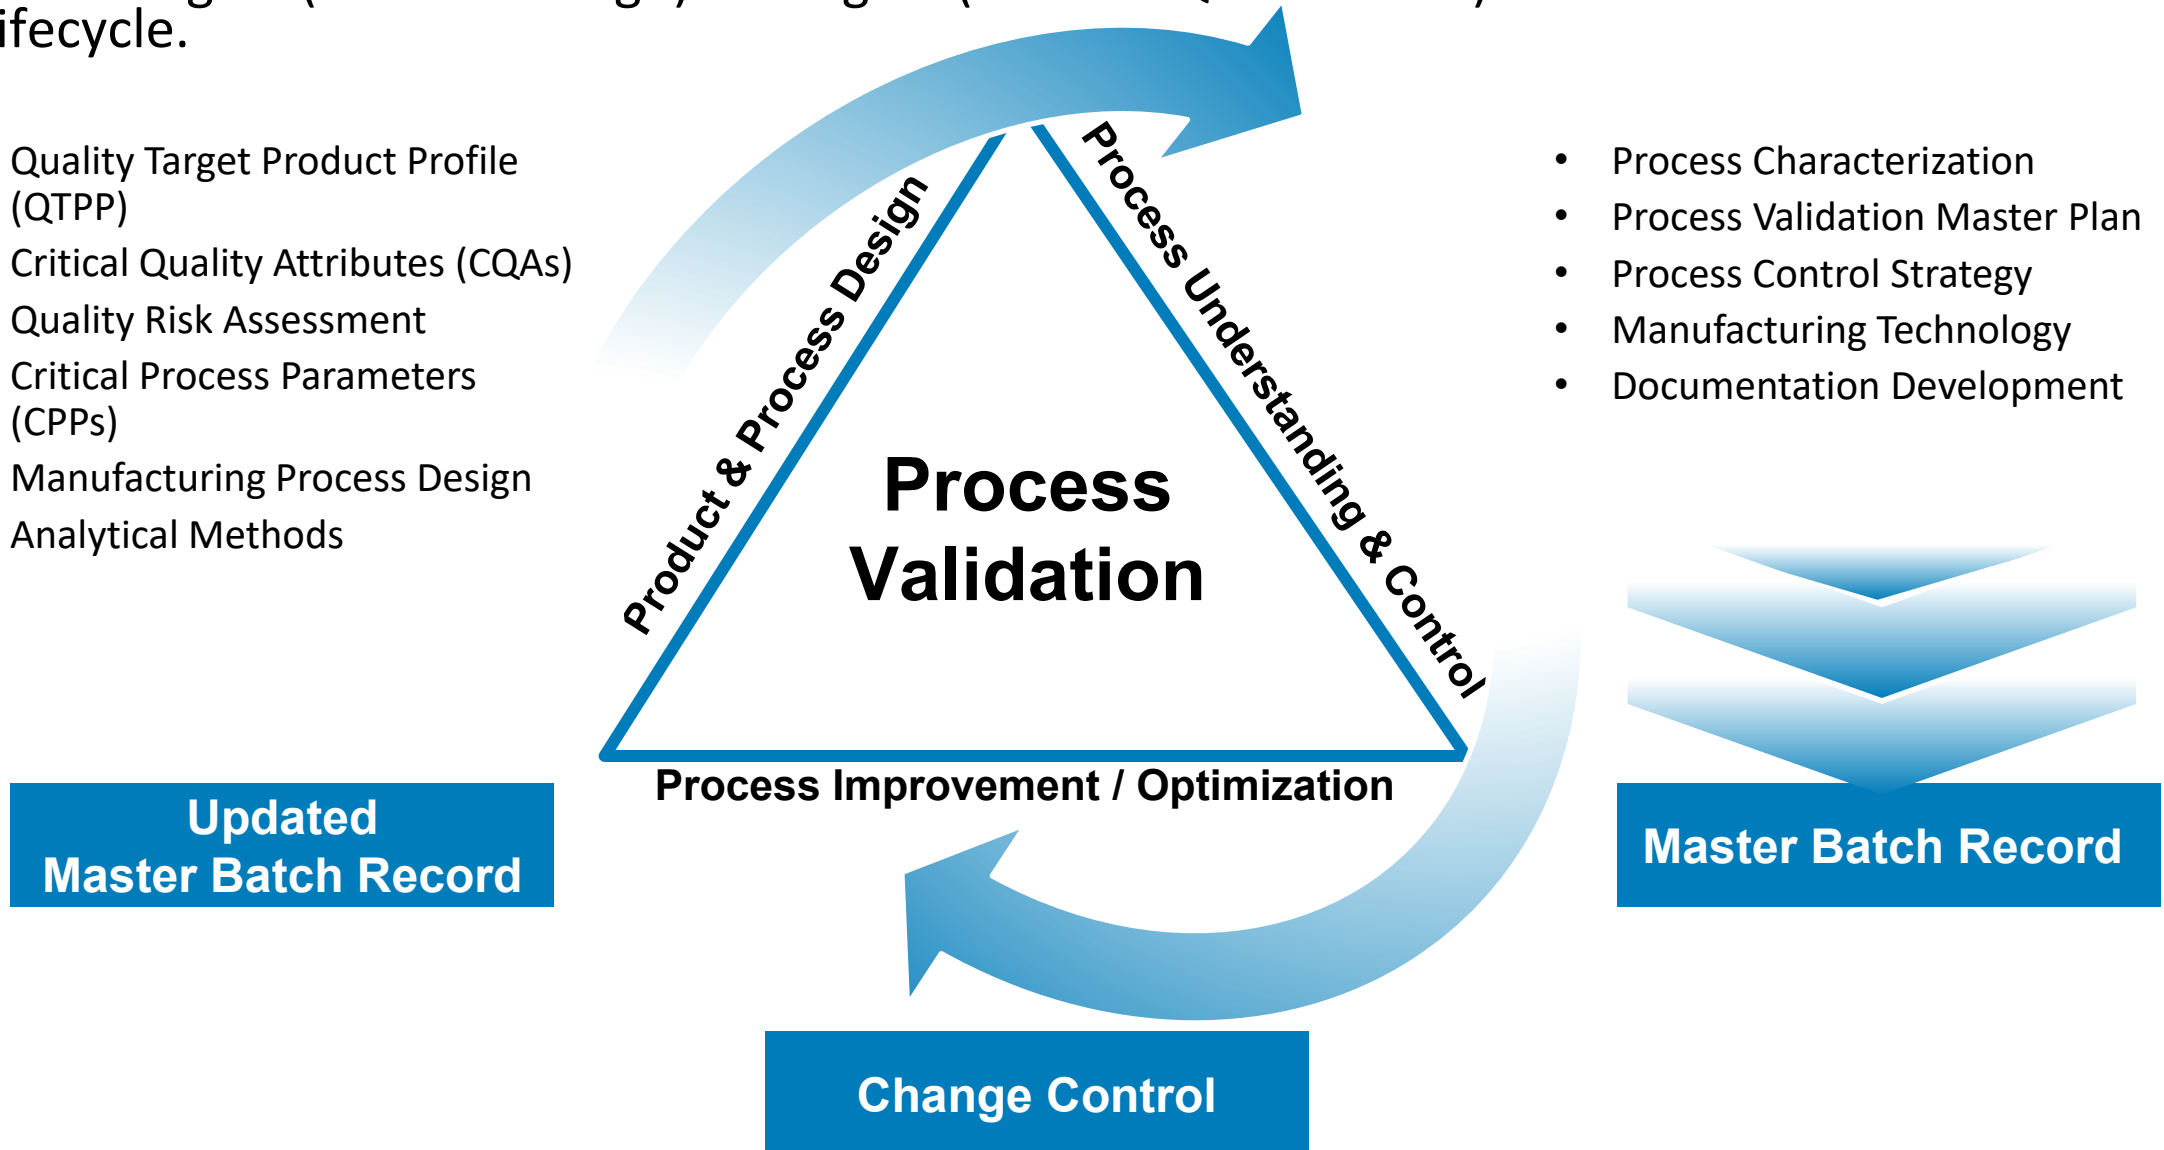 ifecycle.
Quality Target Product Profile
(QTPP)
Critical Quality Attributes (CQAs)
Quality Risk Assessment
Critical Process Parameters
(CPPs)
Manufacturing Process Design
Analytical Methods
Product & Process Design
Process Understanding & Control
Process
Validation
Process Improvement / Optimization
• Process Characterization
• Process Validation Master Plan
• Process Control Strategy
• Manufacturing Technology
• Documentation Development
Updated
Master Batch Record
Master Batch Record
Change Control